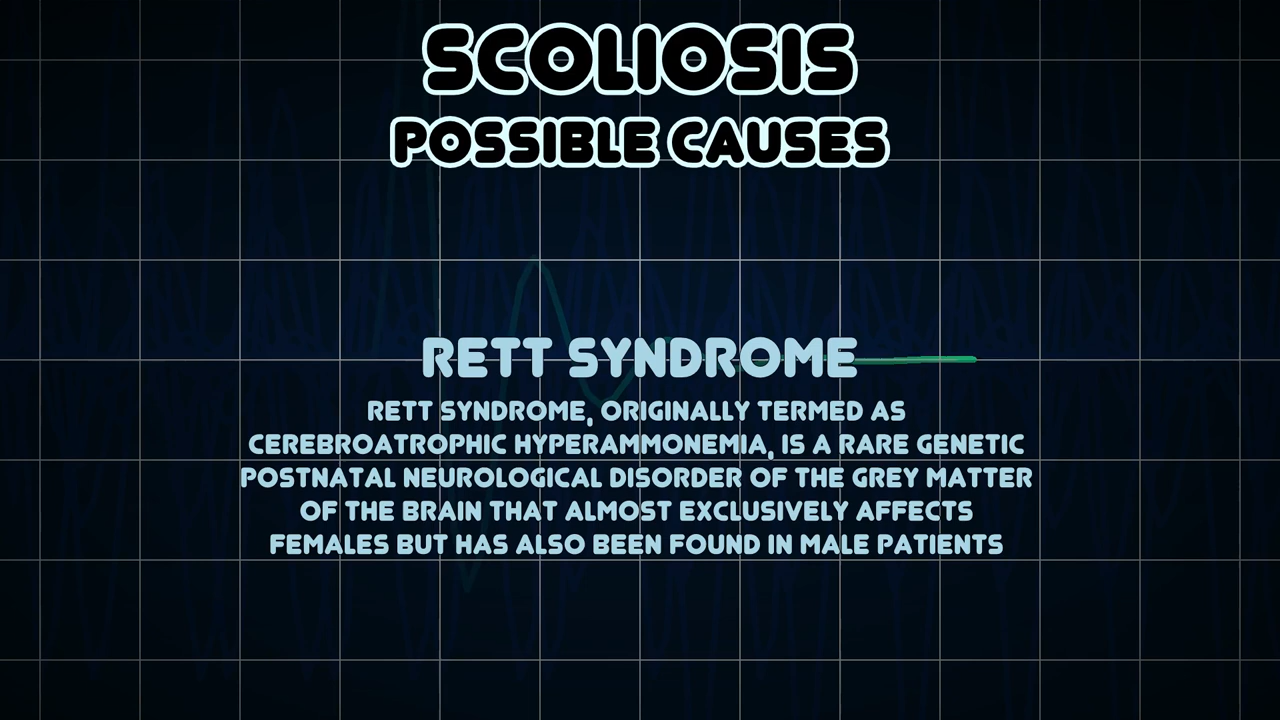 SCOLIOSIS
POSSIBLE CAUSES
RETT SYNDROME
RETT SYNDROME, ORIGINALLY TERMED AS
CEREBROATROPHIC HYPERAMMONEMIA, IS A RARE GENETIC
POSTNATAL NEUROLOGICAL DISORDER OF THE GREY MATTER
OF THE BRAIN THAT ALMOST EXCLUSIVELY AFFECTS
FEMALES BUT HAS ALSO BEEN FOUND IN MALE PATIENTS